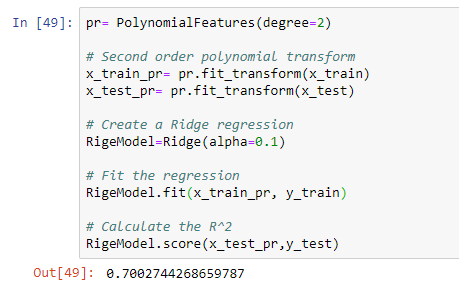 In [49]: pr= PolynomialFeatures(degree=2)
# Second order polynomial transform
x_train_pr= pr.fit_transform(x_train)
x_test_pr= pr.fit_transform(x_test)
# Create a Ridge regression
RigeModel=Ridge(alpha=0.1)
# Fit the regression
RigeModel.fit(x_train_pr, y_train)
# Calculate the R^2
RigeModel.score(x_test_pr,y_test)
Out[49]: 0.7002744268659787